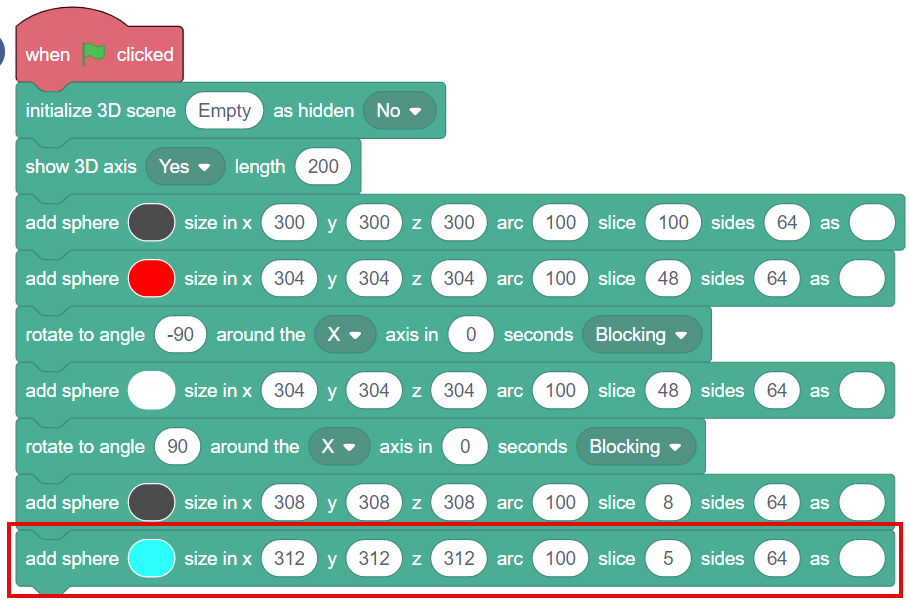 when clicked
initialize 3D scene Empty as hidden No
show 3D axis Yes length 200
add sphere size in x 300 y 300 z 300 arc 100 slice 100 sides 64 as
add sphere size in x 304 y 304 z 304 arc 100 slice 48 sides 64 as
rotate to angle -90 around the X axis in 0 seconds Blocking
add sphere size in x 304 y 304 z 304 arc 100 slice 48 sides 64 as
rotate to angle 90 around the X axis in 0 seconds Blocking
add sphere size in x 308 y 308 z 308 arc 100 slice 8 sides 64 as
add sphere size in x 312 y 312 z 312 arc 100 slice 5 sides 64 as